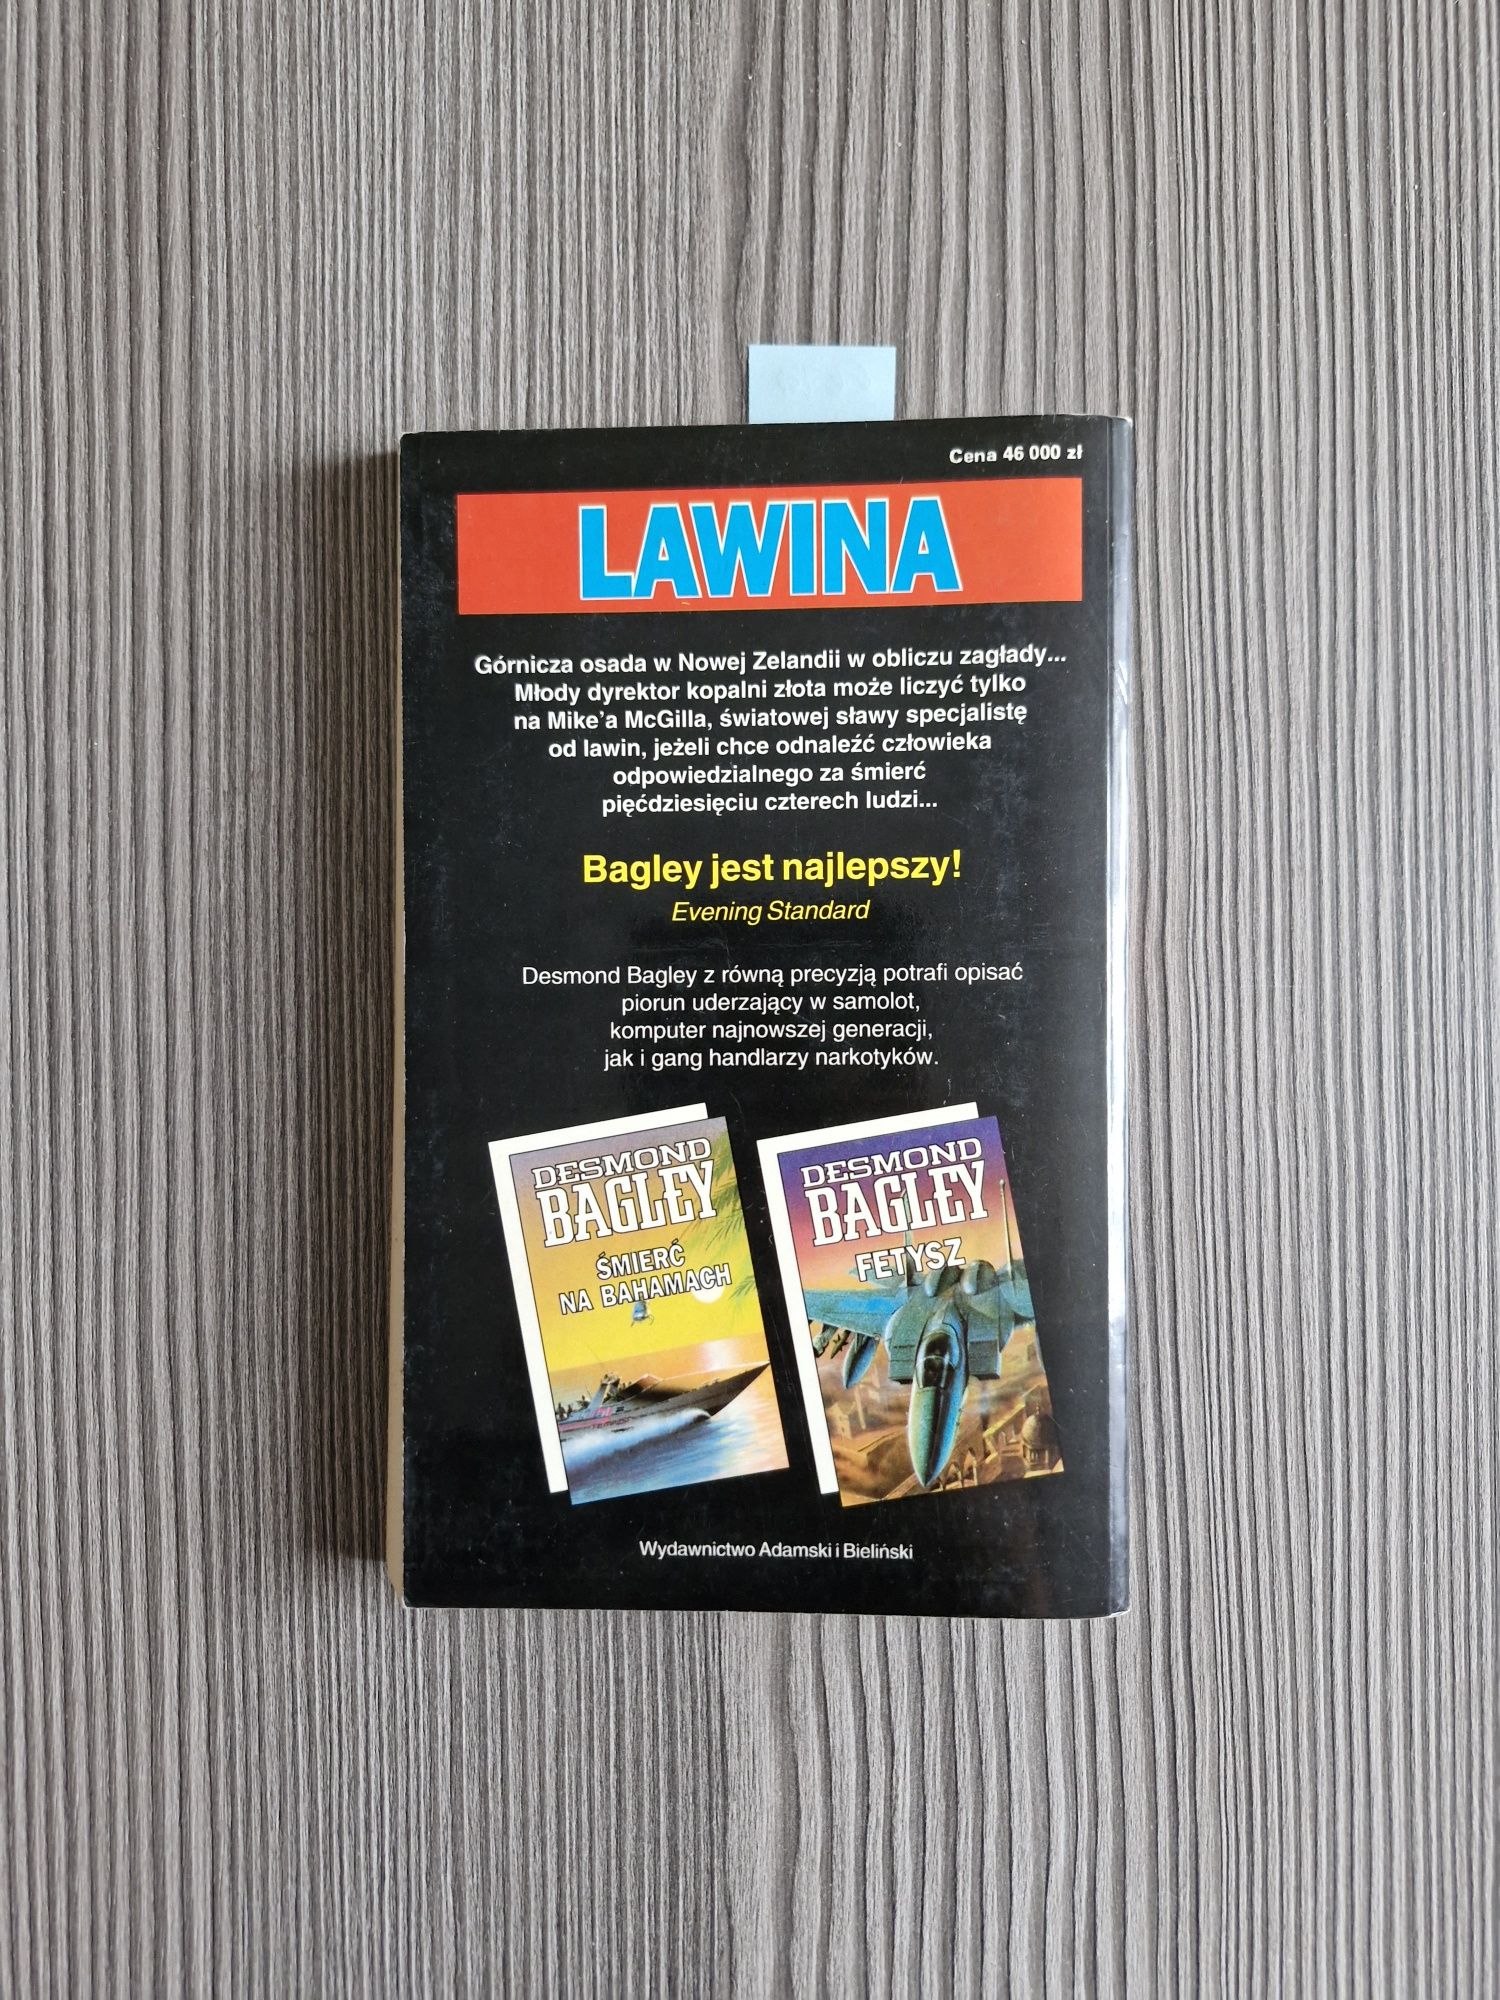 Cena 46 000 zł
LAWINA
Górnicza osada w Nowej Zelandii w obliczu zagłady...
Młody dyrektor kopalni złota może liczyć tylko
na Mike'a McGilla, światowej sławy specjalistę
od lawin, jeżeli chce odnaleźć człowieka
odpowiedzialnego za śmierć
pięćdziesięciu czterech ludzi...
Bagley jest najlepszy!
Evening Standard
Desmond Bagley z równą precyzją potrafi opisać
piorun uderzający w samolot,
komputer najnowszej generacji,
jak i gang handlarzy narkotyków.
DESMOND
BAGLEY
ŚMIERĆ
NA BAHAMACH
DESMOND
BAGLEY
FETYSZ
Wydawnictwo Adamski i Bieliński